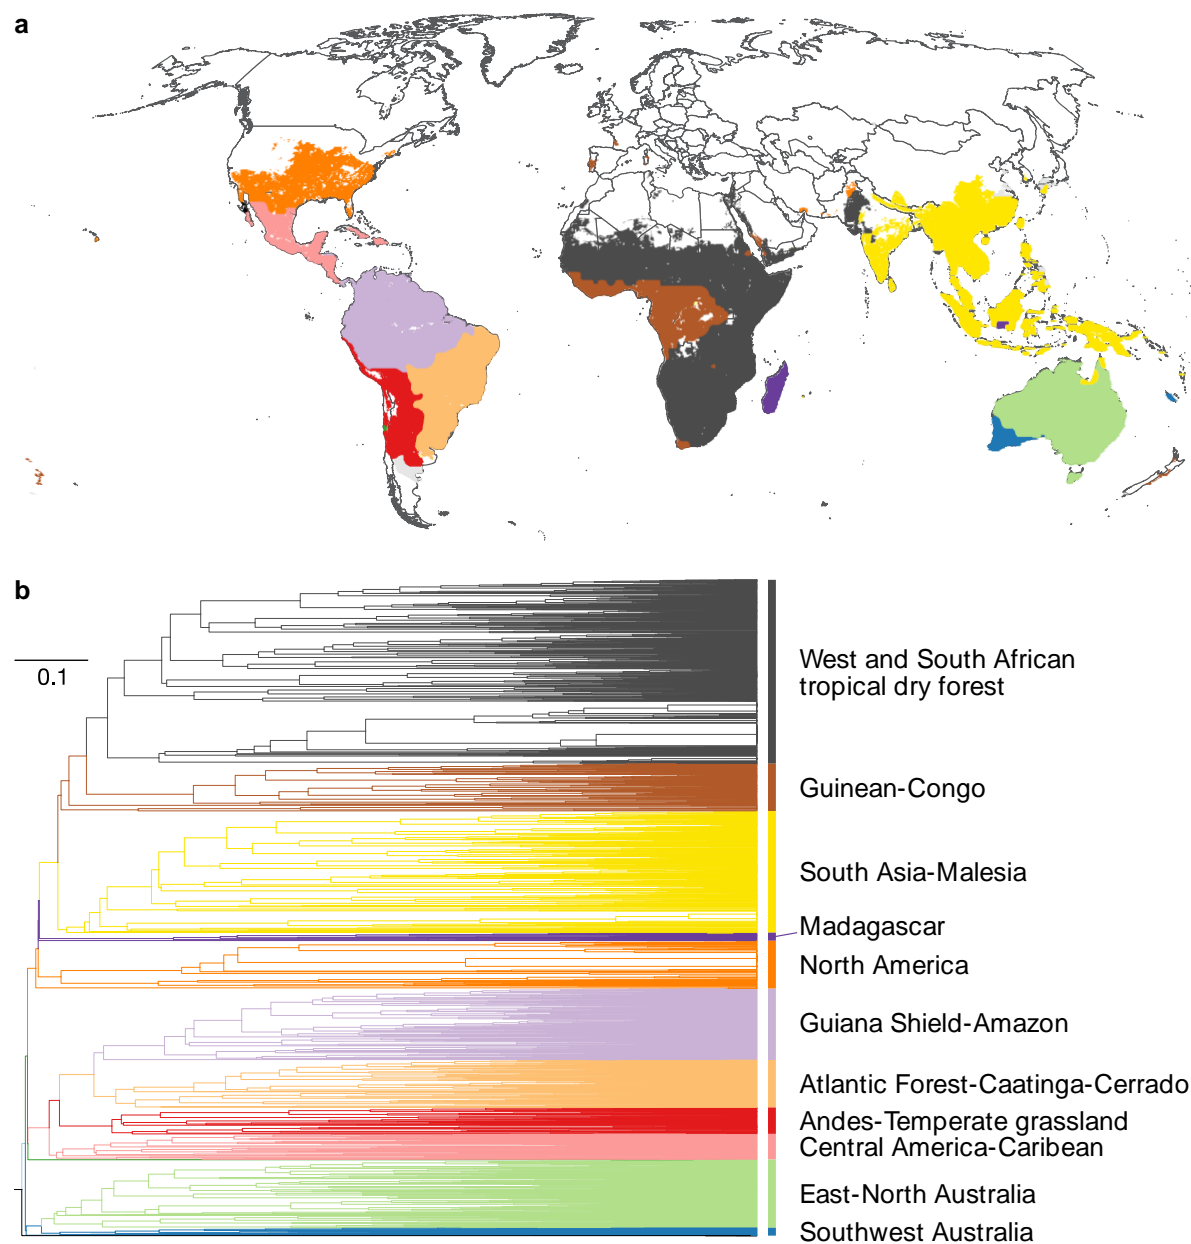 a
b
0.1
West and South African
tropical dry forest
Guinean-Congo
South Asia-Malesia
Madagascar
North America
Guiana Shield-Amazon
Atlantic Forest-Caatinga-Cerrado
Andes-Temperate grassland
Central America-Caribean
East-North Australia
Southwest Australia